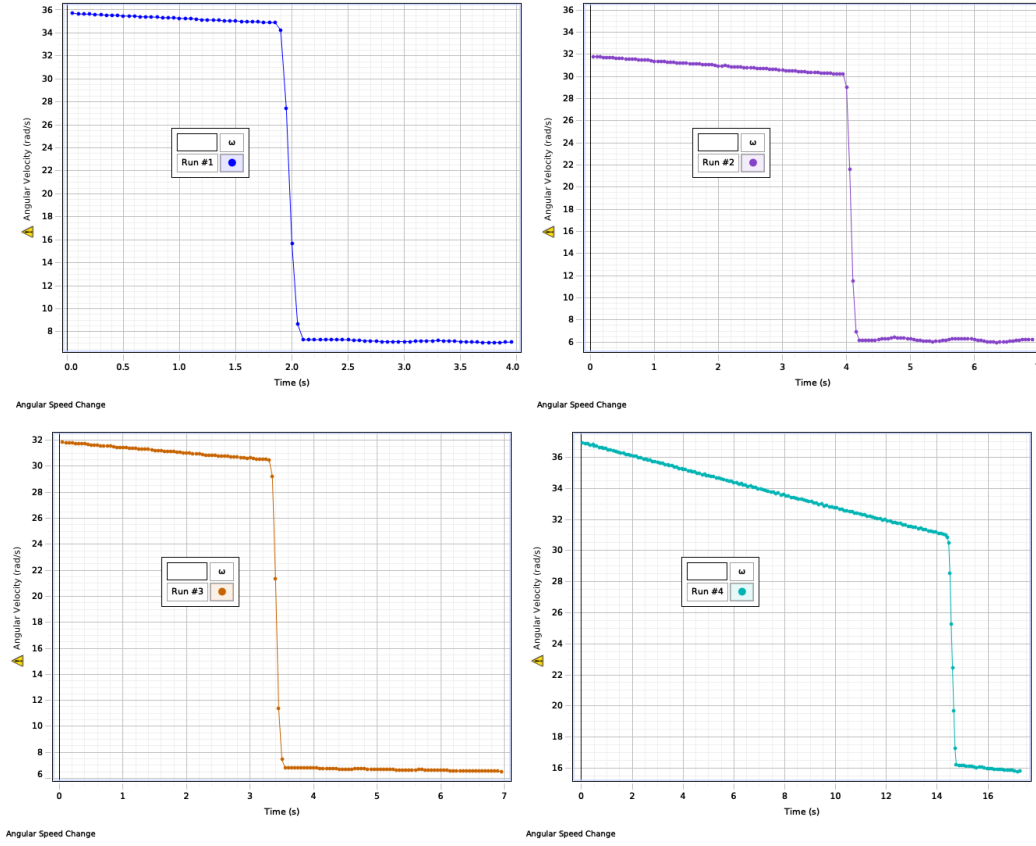 36
34
32
30
28
26
24
22
20
18
16
14
12
10
8
Angular Velocity (rad/s)
ω
Run #1
0.0 0.5 1.0 1.5 2.0 2.5 3.0 3.5 4.0
Time (s)
Angular Speed Change
36
34
32
30
28
26
24
22
20
18
16
14
12
10
8
6
Angular Velocity (rad/s)
ω
Run #2
0 1 2 3 4 5 6
Time (s)
Angular Speed Change
32
30
28
26
24
22
20
18
16
14
12
10
8
6
Angular Velocity (rad/s)
ω
Run #3
0 1 2 3 4 5 6 7
Time (s)
Angular Speed Change
36
34
32
30
28
26
24
22
20
18
16
Angular Velocity (rad/s)
ω
Run #4
0 2 4 6 8 10 12 14 16
Time (s)
Angular Speed Change